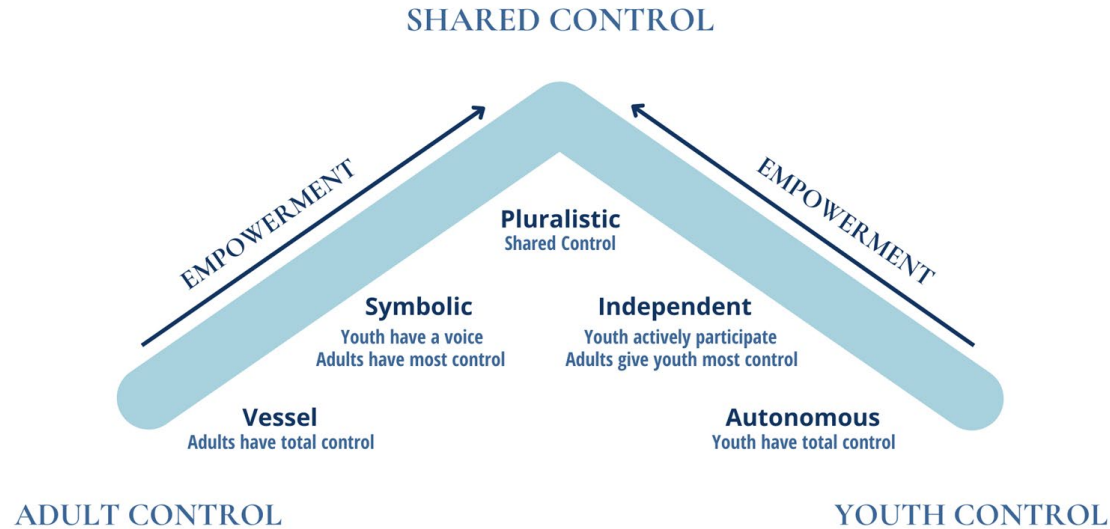 SHARED CONTROL
EMPOWERMENT
EMPOWERMENT
Pluralistic
Shared Control
Symbolic
Youth have a voice
Adults have most control
Independent
Youth actively participate
Adults give youth most control
Vessel
Adults have total control
Autonomous
Youth have total control
ADULT CONTROL
YOUTH CONTROL